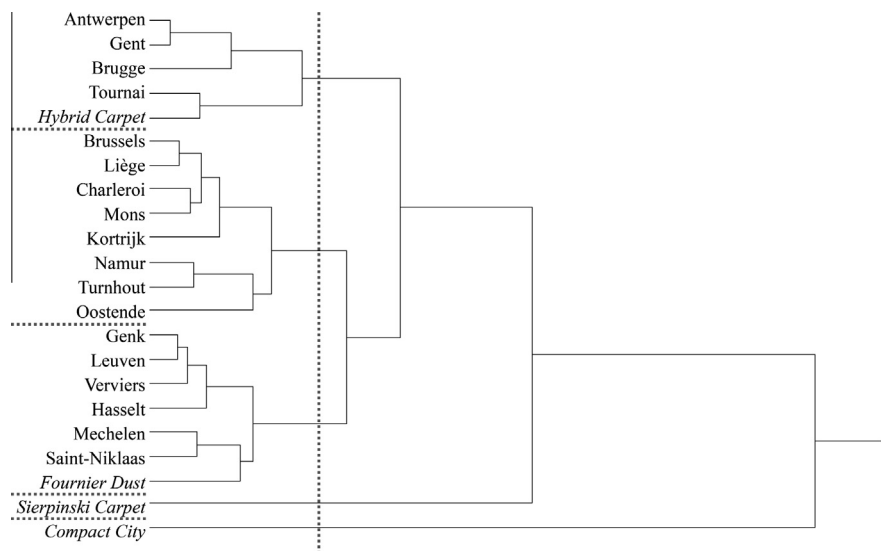 Antwerpen
Gent
Brugge
Tournai
Hybrid Carpet
Brussels
Liège
Charleroi
Mons
Kortrijk
Namur
Turnhout
Oostende
Genk
Leuven
Verviers
Hasselt
Mechelen
Saint-Niklaas
Fournier Dust
Sierpinski Carpet
Compact City